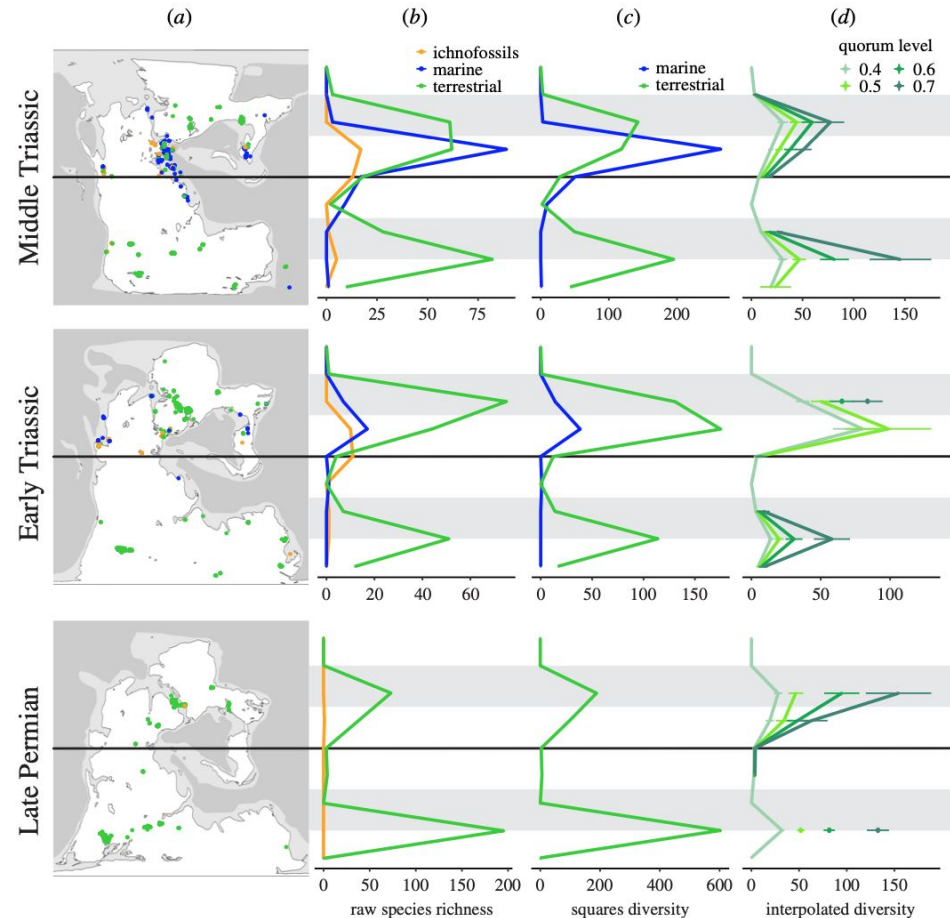 (a) (b) (c) (d)
ichnofossils
marine
terrestrial
marine
terrestrial
quorum level
0.4 0.6
0.5 0.7
Middle Triassic
0 25 50 75
0 100 200
0 50 100 150
Early Triassic
0 20 40 60
0 50 100 150
0 50 100
Late Permian
0 50 100 150 200
0 200 400 600
0 50 100 150
raw species richness
squares diversity
interpolated diversity